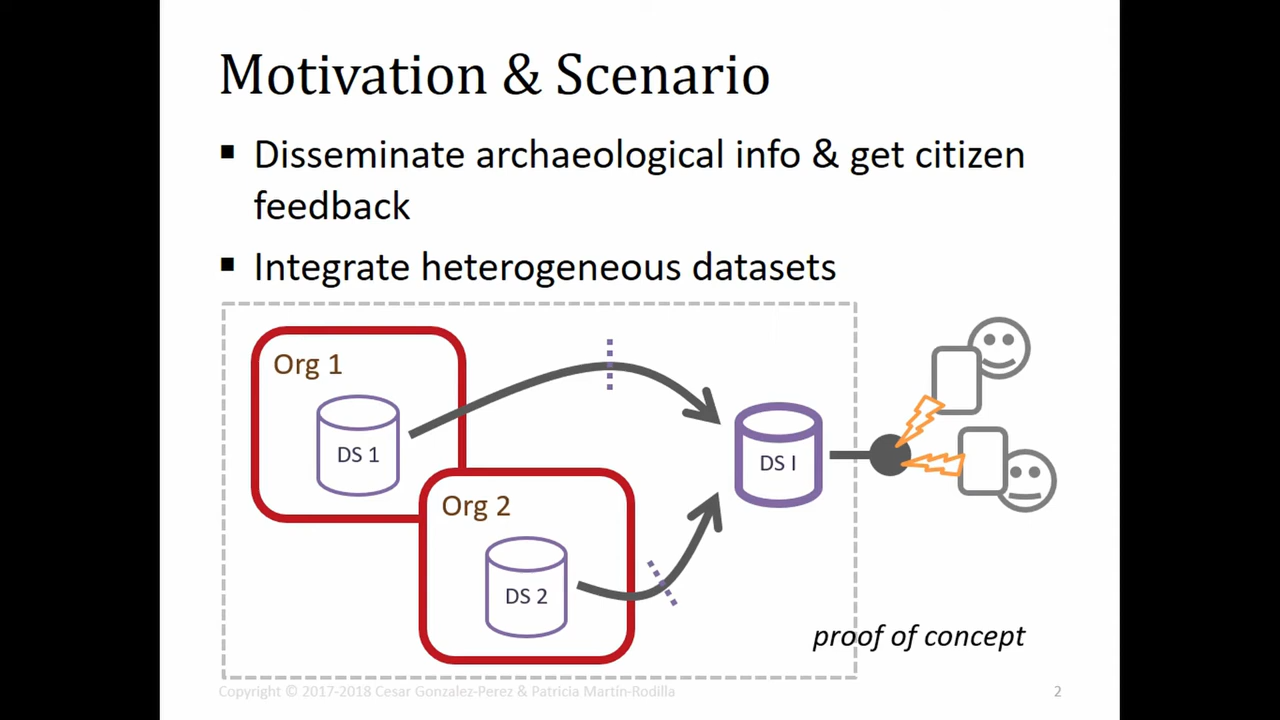 Motivation & Scenario
▪ Disseminate archaeological info & get citizen
feedback
▪ Integrate heterogeneous datasets
Org 1
DS 1
Org 2
DS 2
DS I
proof of concept
Copyright © 2017-2018 Cesar Gonzalez-Perez & Patricia Martín-Rodilla
2